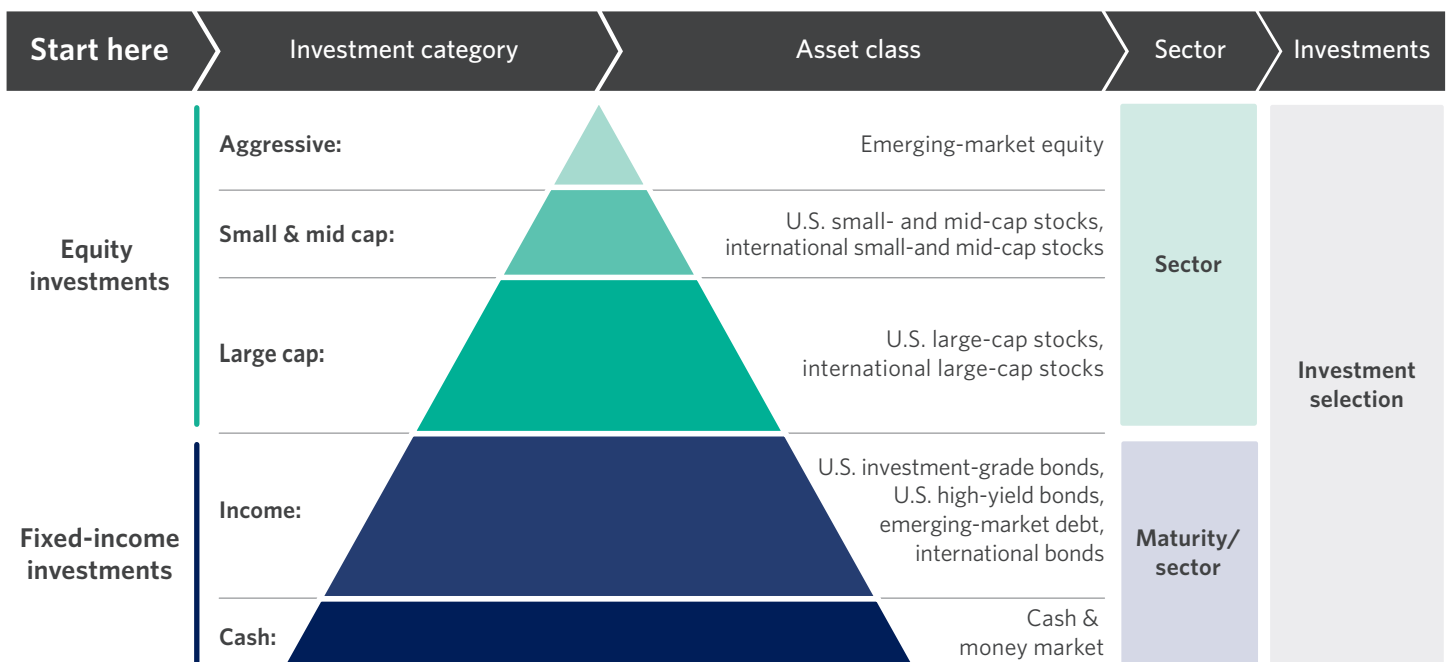 Start here
Investment category
Asset class
Sector
Investments
Equity
investments
Aggressive:
Emerging-market equity
Small & mid cap:
U.S. small- and mid-cap stocks,
international small-and mid-cap stocks
Large cap:
U.S. large-cap stocks,
international large-cap stocks
Sector
Fixed-income
investments
Income:
U.S. investment-grade bonds,
U.S. high-yield bonds,
emerging-market debt,
international bonds
Cash:
Cash &
money market
Maturity/
sector
Investment
selection